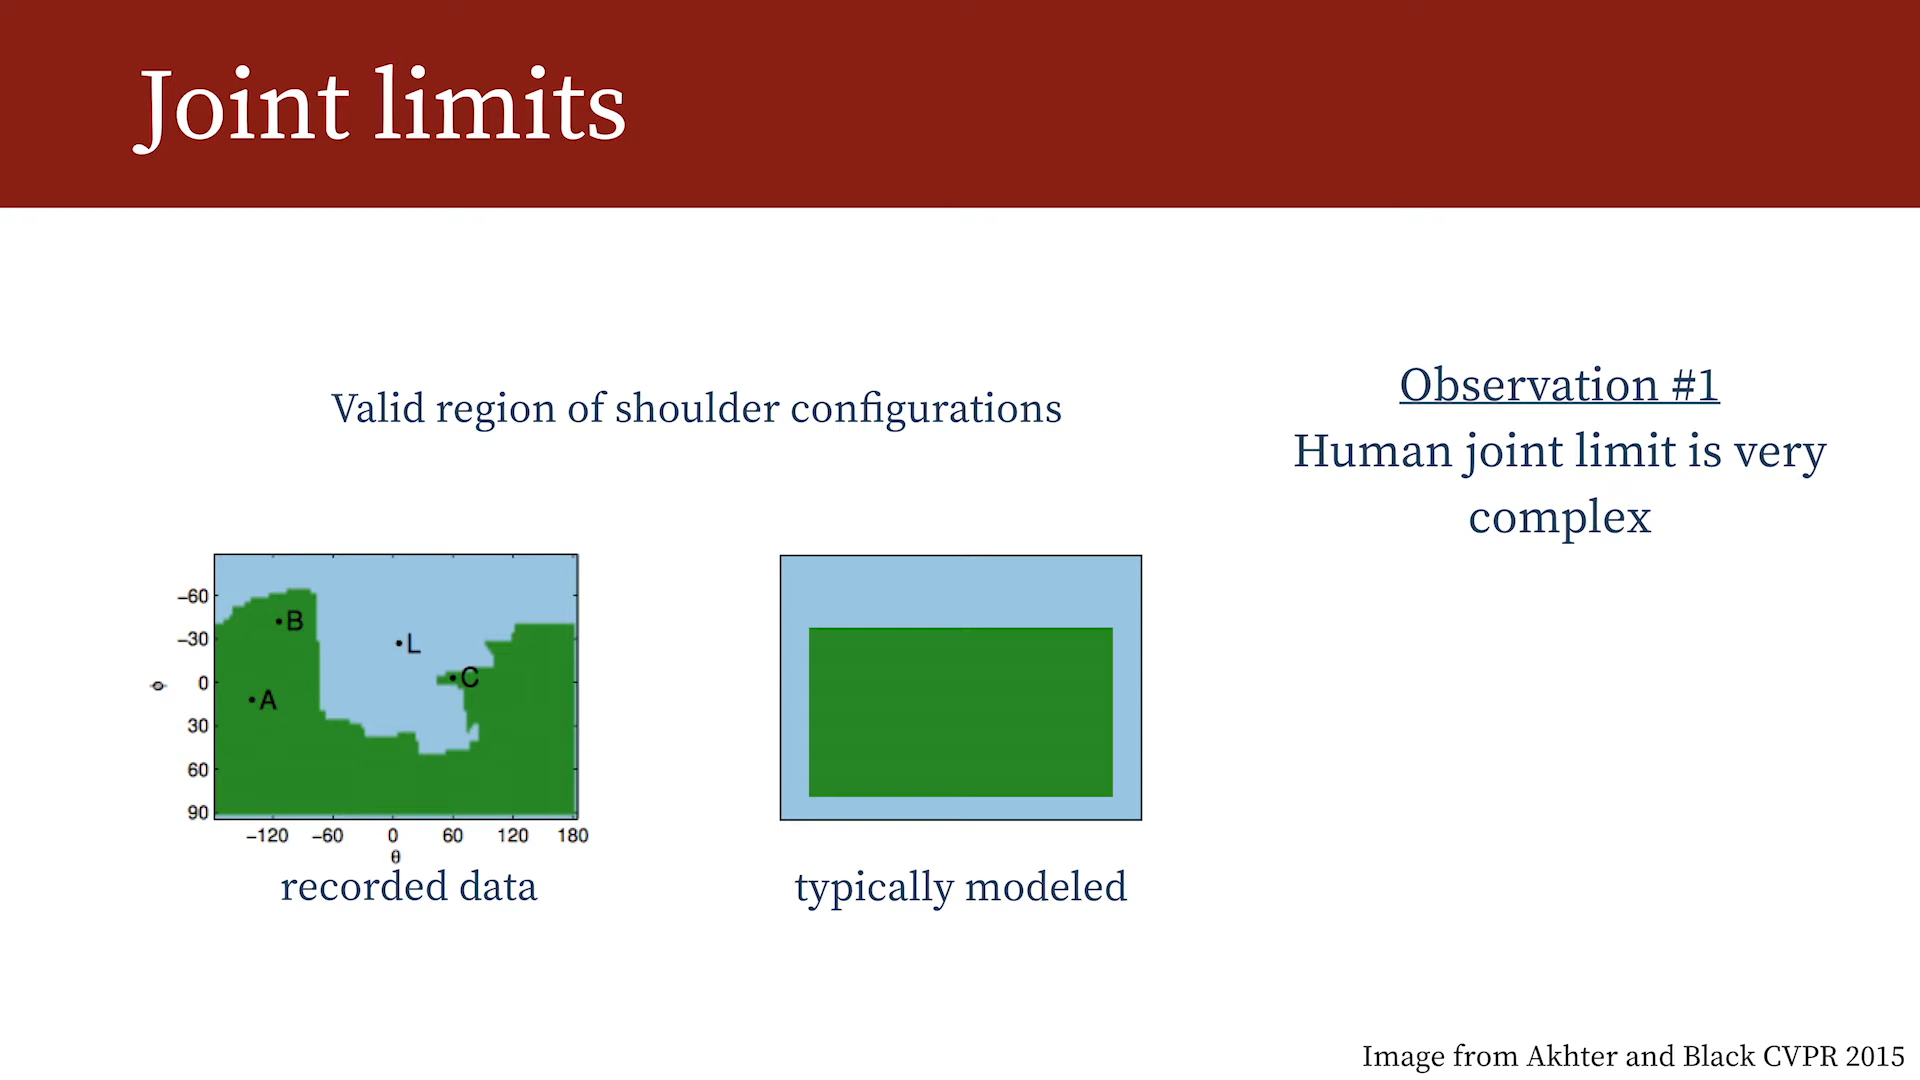 Joint limits
Valid region of shoulder configurations
Observation #1
Human joint limit is very
complex
−60
−30
0
30
60
90
ϕ
B
L
C
A
−120 −60 0 60 120 180
θ
recorded data
typically modeled
Image from Akhter and Black CVPR 2015